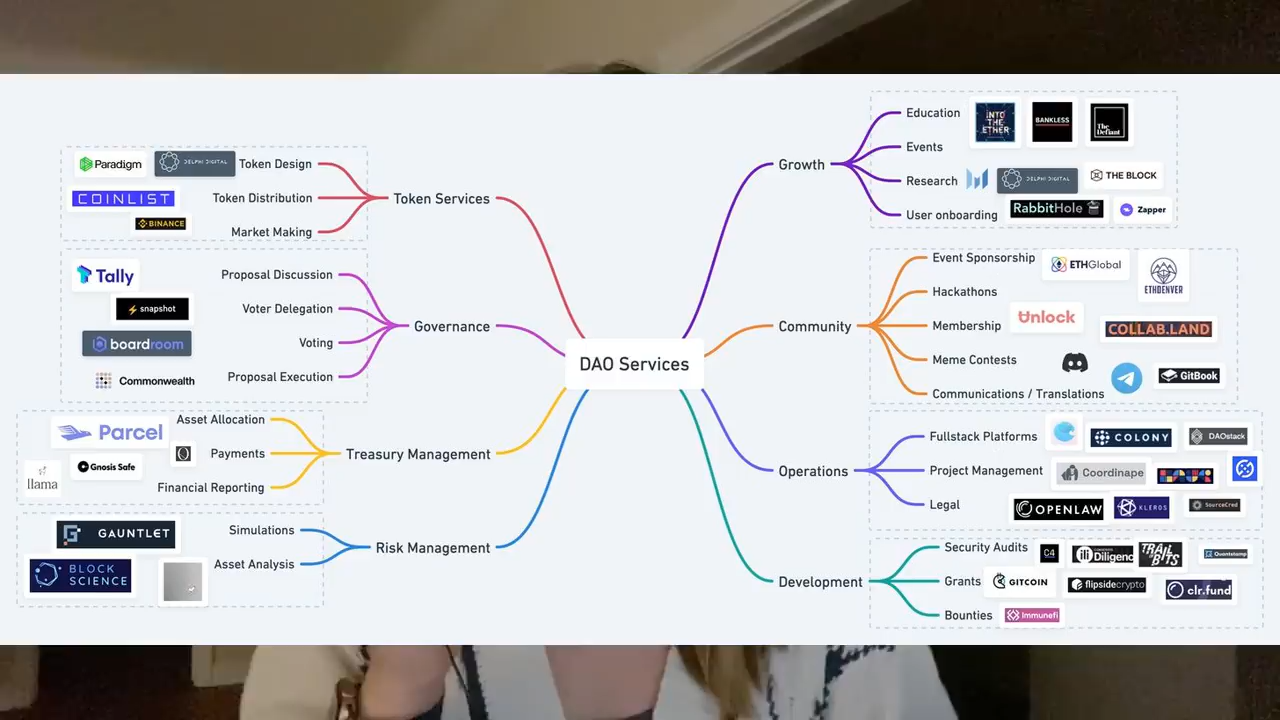 DAO Services
Token Services
Token Design
Token Distribution
Market Making
Paradigm
DELPHI DIGITAL
COINLIST
BINANCE
Governance
Proposal Discussion
Voter Delegation
Voting
Proposal Execution
Tally
snapshot
boardroom
Commonwealth
Treasury Management
Asset Allocation
Payments
Financial Reporting
Parcel
Gnosis Safe
llama
Risk Management
Simulations
Asset Analysis
GAUNTLET
BLOCK
SCIENCE
Growth
Education
Events
Research
User onboarding
INTO
THE
ETHER
BANKLESS
The
Defiant
DELPHI DIGITAL
THE BLOCK
RabbitHole
Zapper
Community
Event Sponsorship
Hackathons
Membership
Meme Contests
Communications / Translations
ETHGlobal
ETHDENVER
Unlock
COLLAB.LAND
GitBook
Operations
Fullstack Platforms
Project Management
Legal
COLONY
DAOstack
Coordinape
OPENLAW
KLEROS
SourceCred
Development
Security Audits
Grants
Bounties
C4
Diligenc
TRAIL
BITS
Quantstamp
GITCOIN
flipsidecrypto
clr.fund
Immunefi